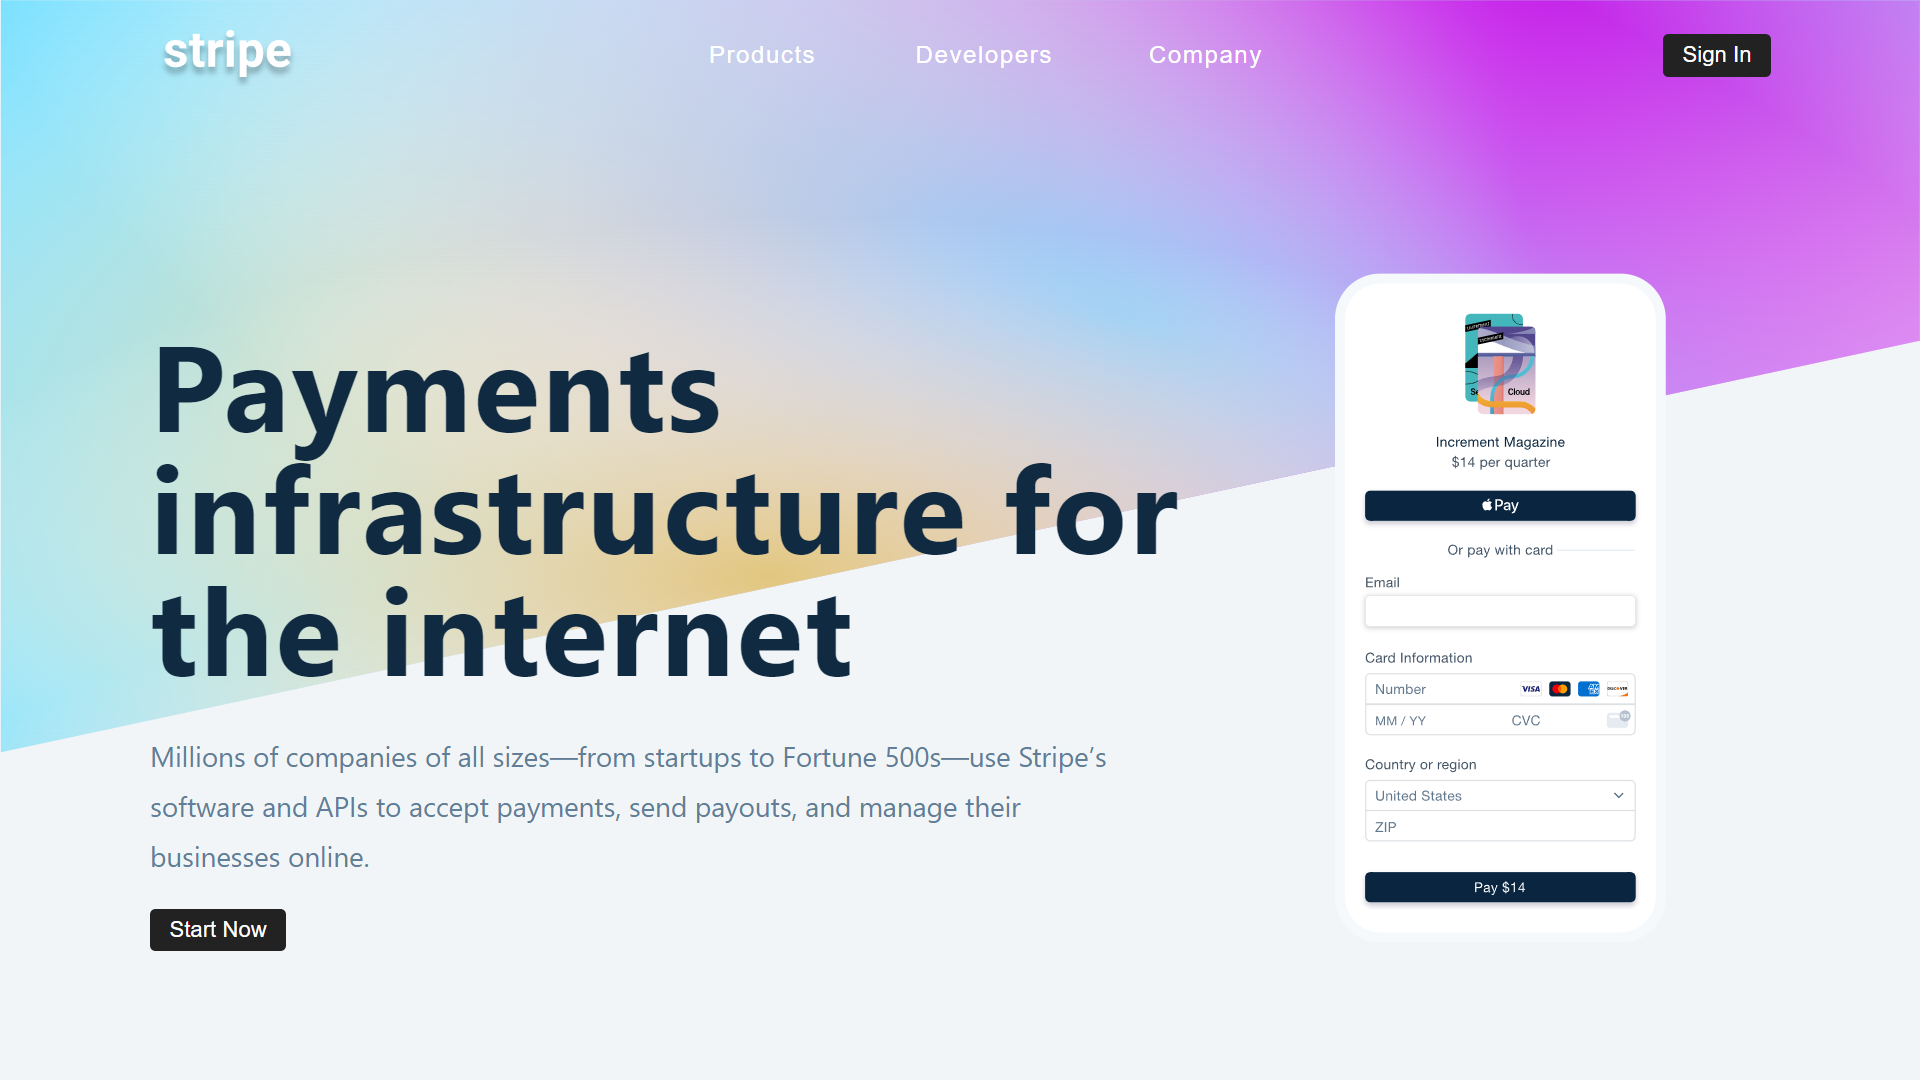 stripe
Products Developers Company
Sign In
Payments
infrastructure for
the internet
Millions of companies of all sizes—from startups to Fortune 500s—use Stripe’s
software and APIs to accept payments, send payouts, and manage their
businesses online.
Start Now
Cloud
Increment Magazine
$14 per quarter
Pay
Or pay with card
Email
Card Information
Number VISA DISCOVER
MM / YY CVC
Country or region
United States
ZIP
Pay $14